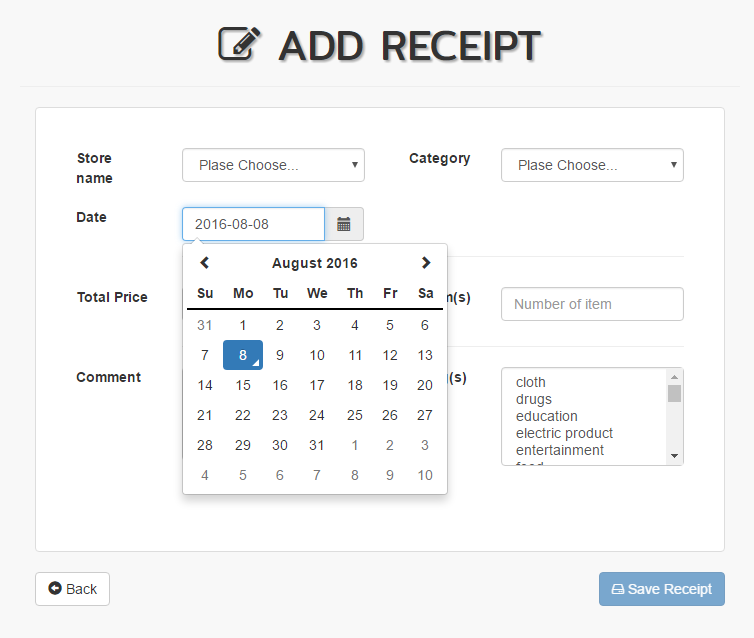 ADD RECEIPT
Store name
Plase Choose...
Category
Plase Choose...
Date
2016-08-08
August 2016
Su Mo Tu We Th Fr Sa
31 1 2 3 4 5 6
7 8 9 10 11 12 13
14 15 16 17 18 19 20
21 22 23 24 25 26 27
28 29 30 31 1 2 3
4 5 6 7 8 9 10
Total Price
(s)
Number of item
Comment
(s)
cloth
drugs
education
electric product
entertainment
Back
Save Receipt